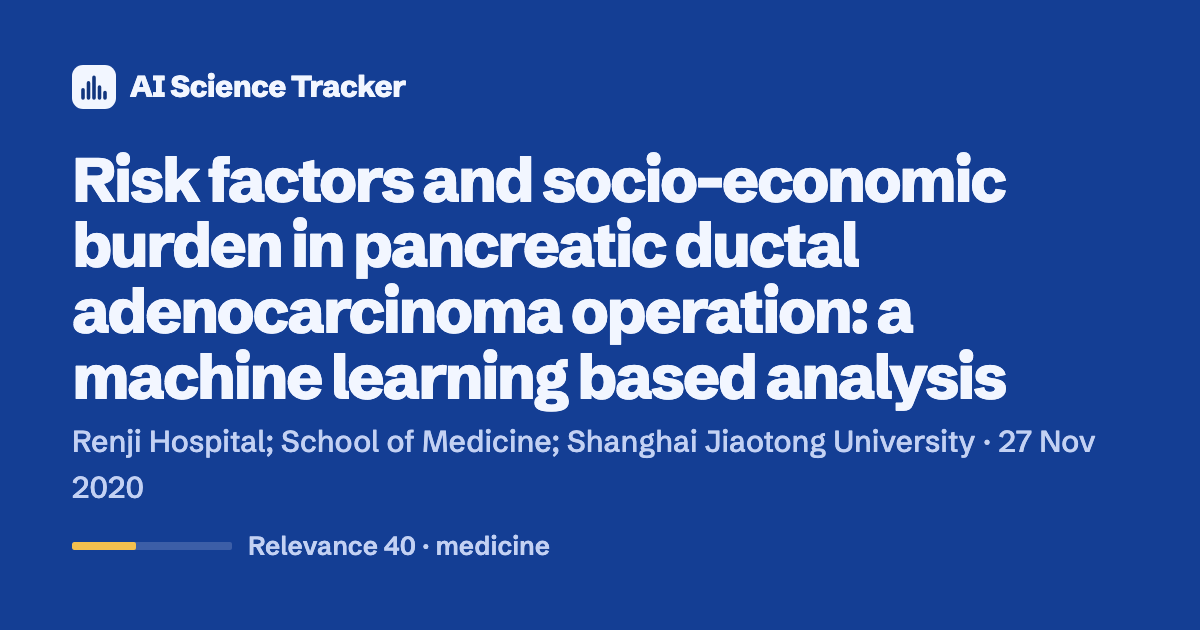 AI Science Tracker
Risk factors and socio-economic
burden in pancreatic ductal
adenocarcinoma operation: a
machine learning based analysis
Renji Hospital; School of Medicine; Shanghai Jiaotong University · 27 Nov
2020
Relevance 40 · medicine